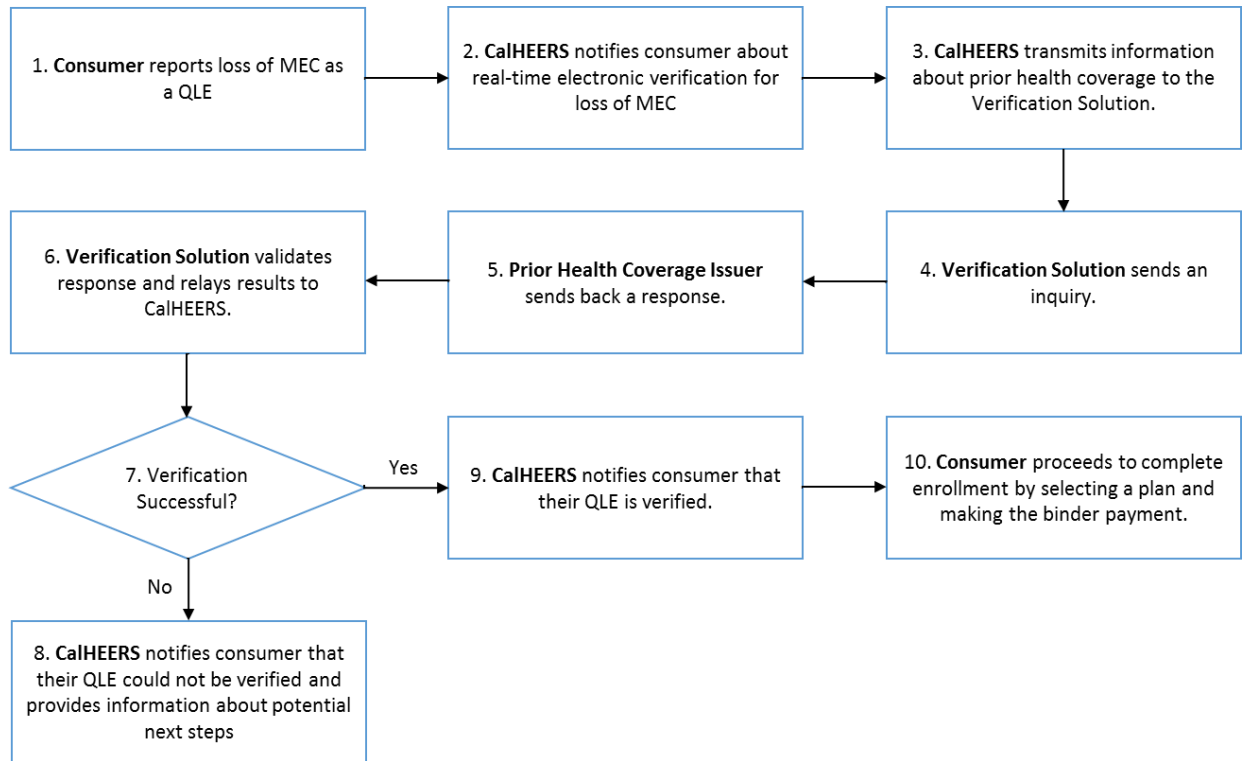 1. Consumer reports loss of MEC as
a QLE
2. CalHEERS notifies consumer about
real-time electronic verification for
loss of MEC
3. CalHEERS transmits information
about prior health coverage to the
Verification Solution.
4. Verification Solution sends an
inquiry.
5. Prior Health Coverage Issuer
sends back a response.
6. Verification Solution validates
response and relays results to
CalHEERS.
7. Verification
Successful?
Yes
No
8. CalHEERS notifies consumer that
their QLE could not be verified and
provides information about potential
next steps
9. CalHEERS notifies consumer that
their QLE is verified.
10. Consumer proceeds to complete
enrollment by selecting a plan and
making the binder payment.